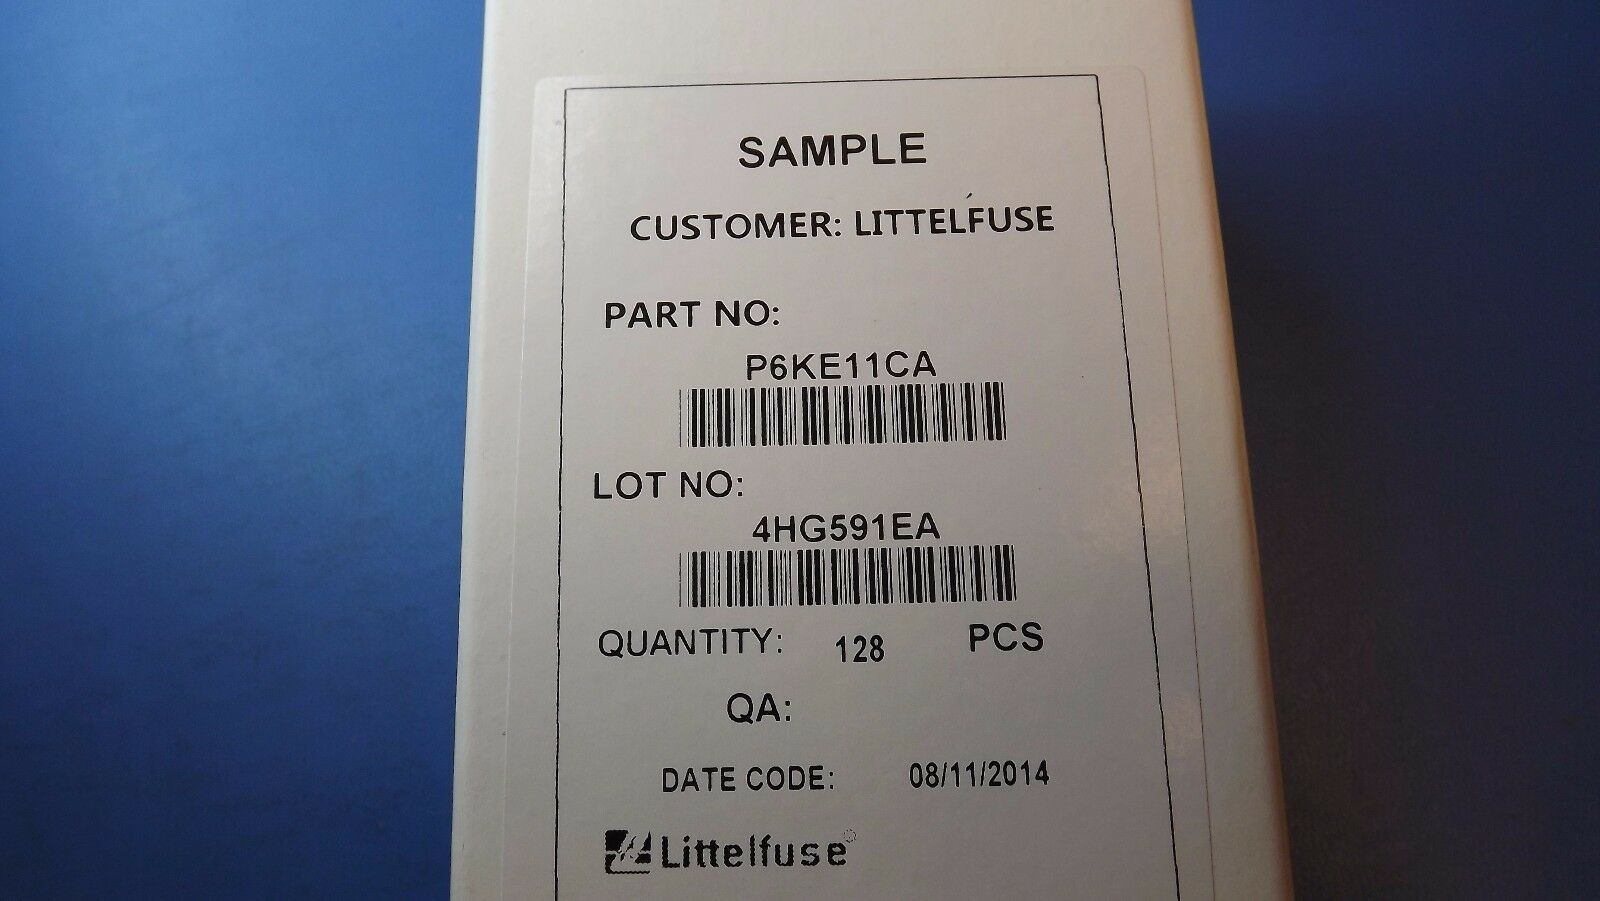 SAMPLE
CUSTOMER: LITTELFUSE
PART NO:
P6KE11CA
LOT NO:
4HG591EA
QUANTITY: 128 PCS
QA:
DATE CODE: 08/11/2014
Littelfuse®